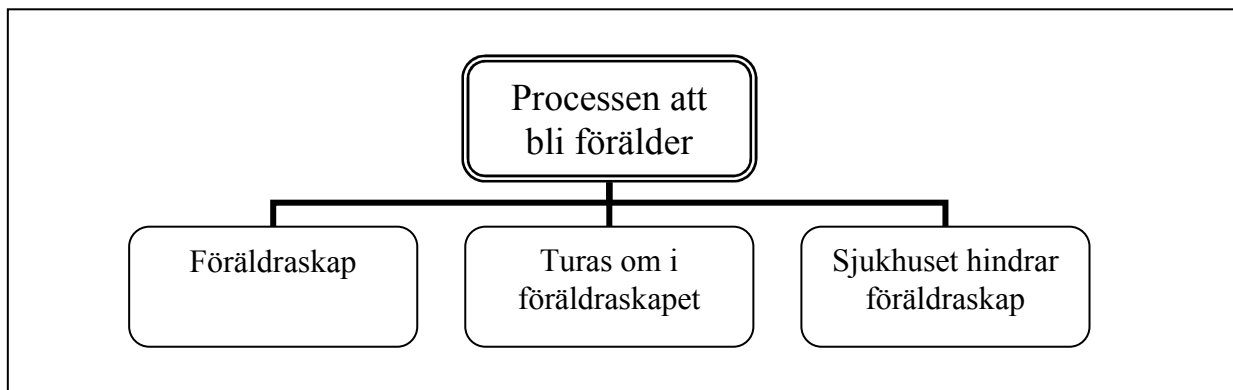 Processen att
bli förälder
Föräldraskap
Turas om i
föräldraskapet
Sjukhuset hindrar
föräldraskap